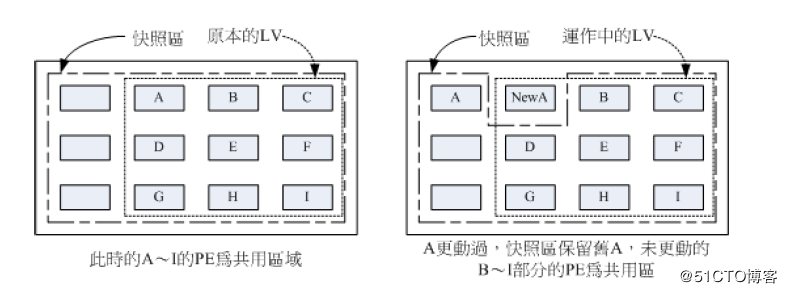 快照區 原本的LV
A B C
D E F
G H I
此時的A～I的PE爲共用區域
快照區 運作中的LV
A NewA B C
D E F
G H I
A更動過，快照區保留舊A，未更動的
B～I部分的PE爲共用區
@51CTO博客